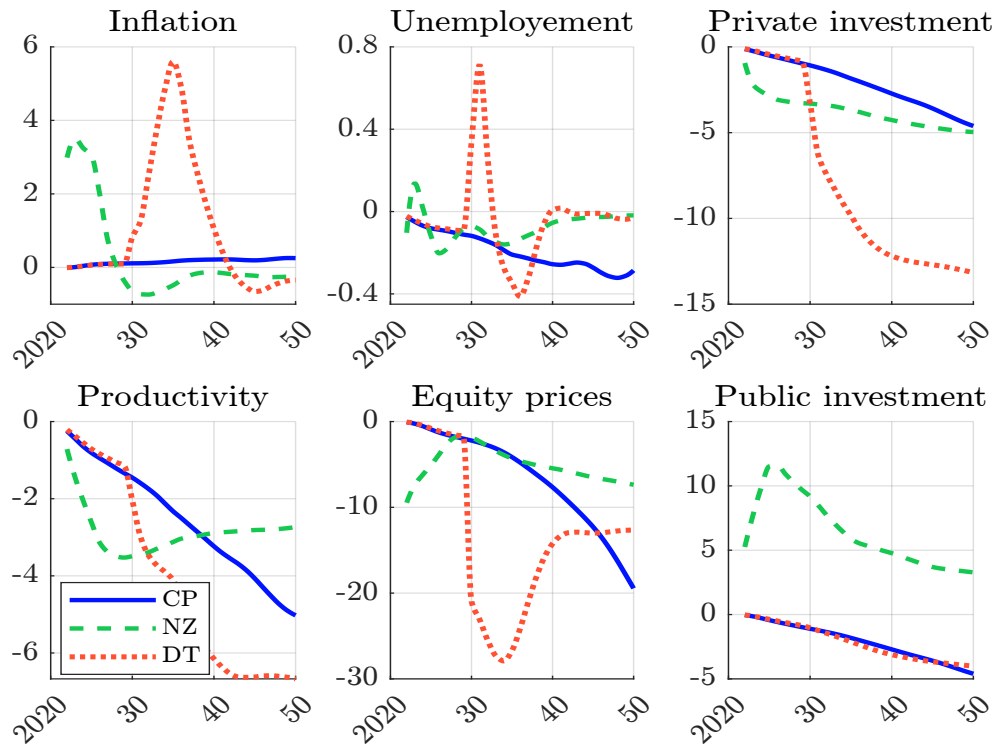 Inflation
6
4
2
0
2020 30 40 50
Unemployement
0.8
0.4
0
-0.4
2020 30 40 50
Private investment
0
-5
-10
-15
2020 30 40 50
Productivity
0
-2
-4
-6
CP
NZ
DT
2020 30 40 50
Equity prices
0
-10
-20
-30
2020 30 40 50
Public investment
15
10
5
0
-5
2020 30 40 50